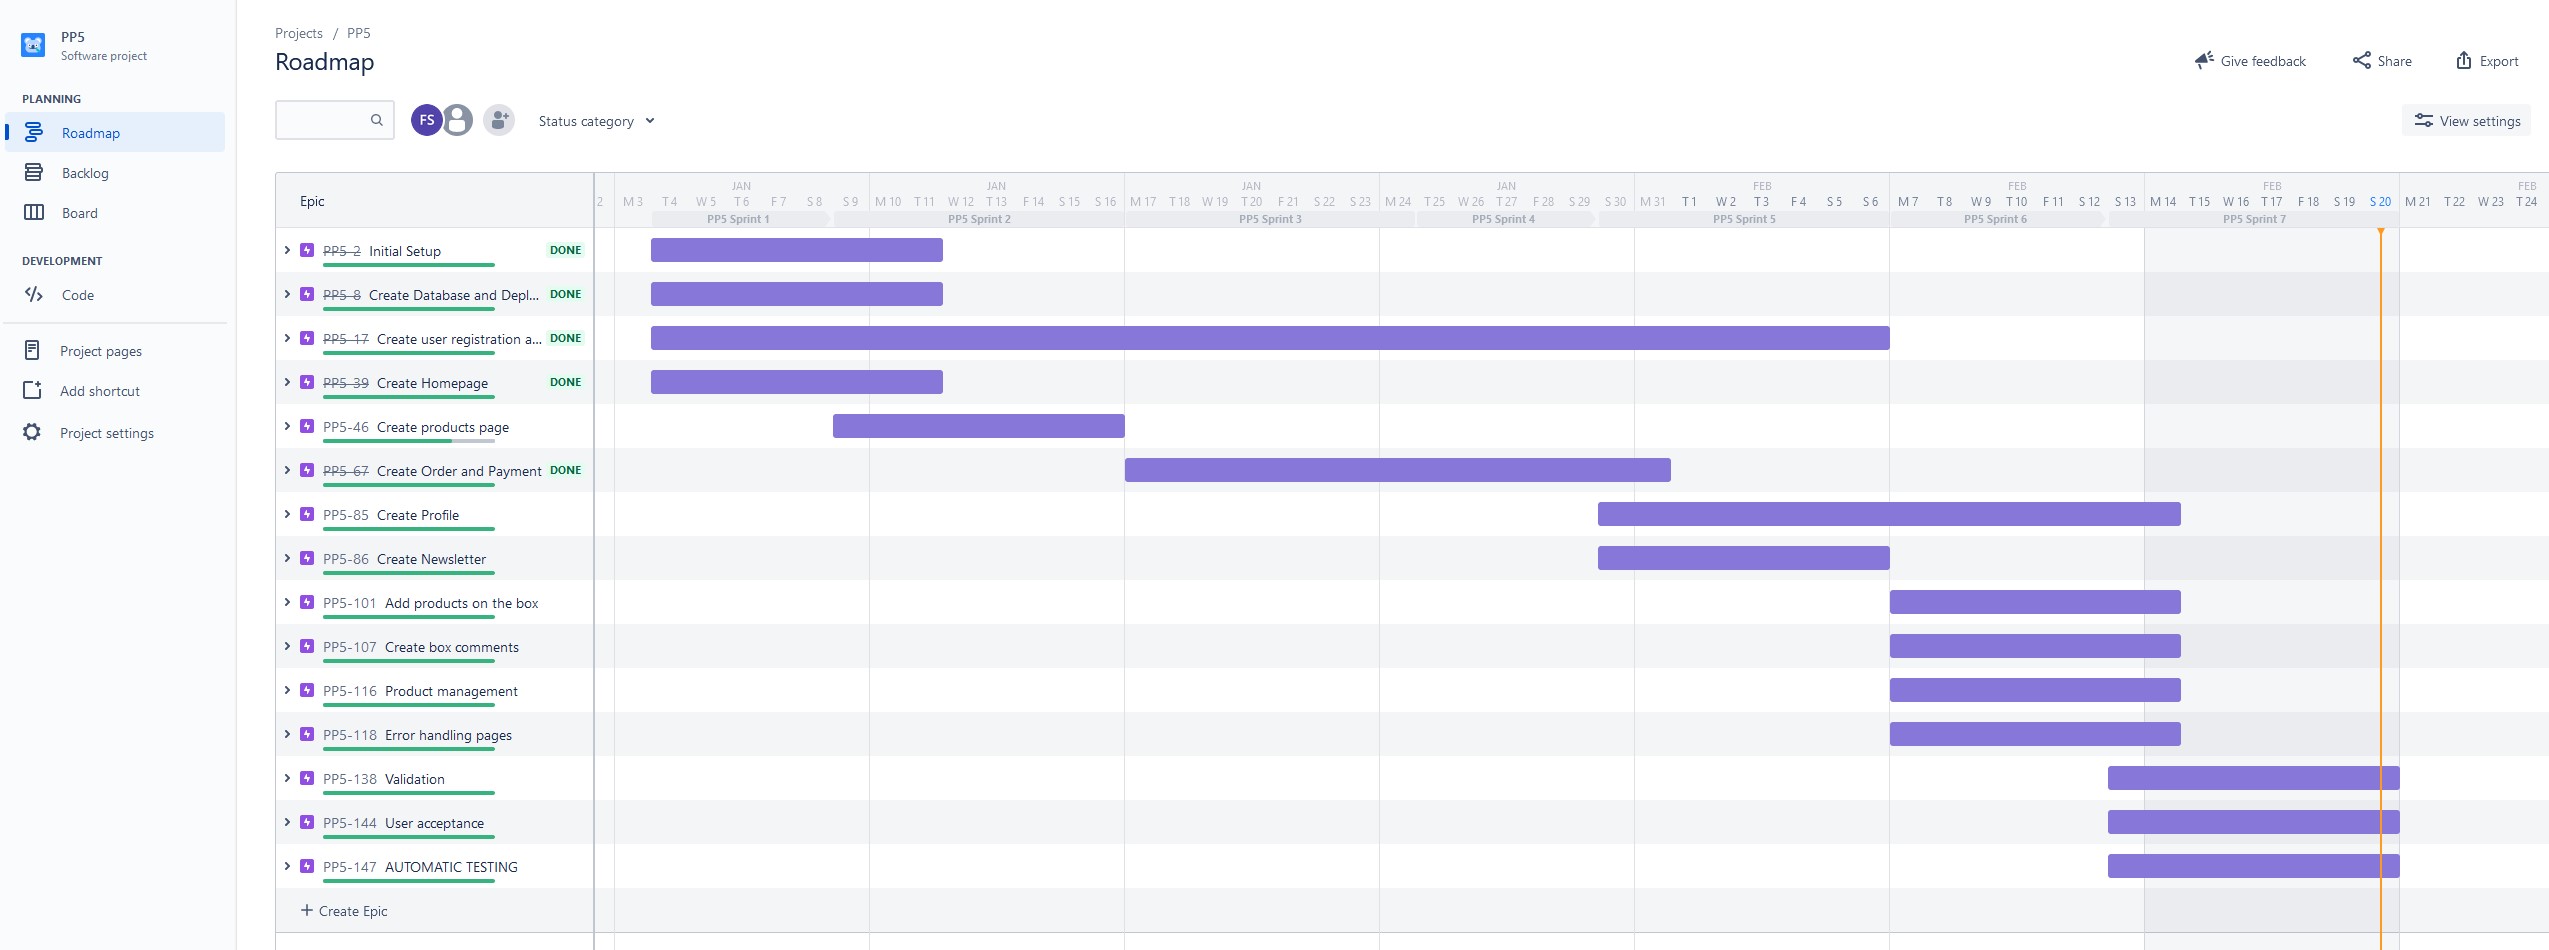 PP5
Software project
PLANNING
Roadmap
Backlog
Board
DEVELOPMENT
Code
Project pages
Add shortcut
Project settings
Projects / PP5
Roadmap
Give feedback Share Export
FS Status category View settings
Epic
JAN JAN JAN JAN FEB FEB FEB FEB
2 M 3 T 4 W 5 T 6 F 7 S 8 S 9 M 10 T 11 W 12 T 13 F 14 S 15 S 16 M 17 T 18 W 19 T 20 F 21 S 22 S 23 M 24 T 25 W 26 T 27 F 28 S 29 S 30 M 31 T 1 W 2 T 3 F 4 S 5 S 6 M 7 T 8 W 9 T 10 F 11 S 12 S 13 M 14 T 15 W 16 T 17 F 18 S 19 S 20 M 21 T 22 W 23 T 24
PP5 Sprint 1 PP5 Sprint 2 PP5 Sprint 3 PP5 Sprint 4 PP5 Sprint 5 PP5 Sprint 6 PP5 Sprint 7
PP5-2 Initial Setup DONE
PP5-8 Create Database and Depl... DONE
PP5-17 Create user registration a... DONE
PP5-39 Create Homepage DONE
PP5-46 Create products page
PP5-67 Create Order and Payment DONE
PP5-85 Create Profile
PP5-86 Create Newsletter
PP5-101 Add products on the box
PP5-107 Create box comments
PP5-116 Product management
PP5-118 Error handling pages
PP5-138 Validation
PP5-144 User acceptance
PP5-147 AUTOMATIC TESTING
+ Create Epic